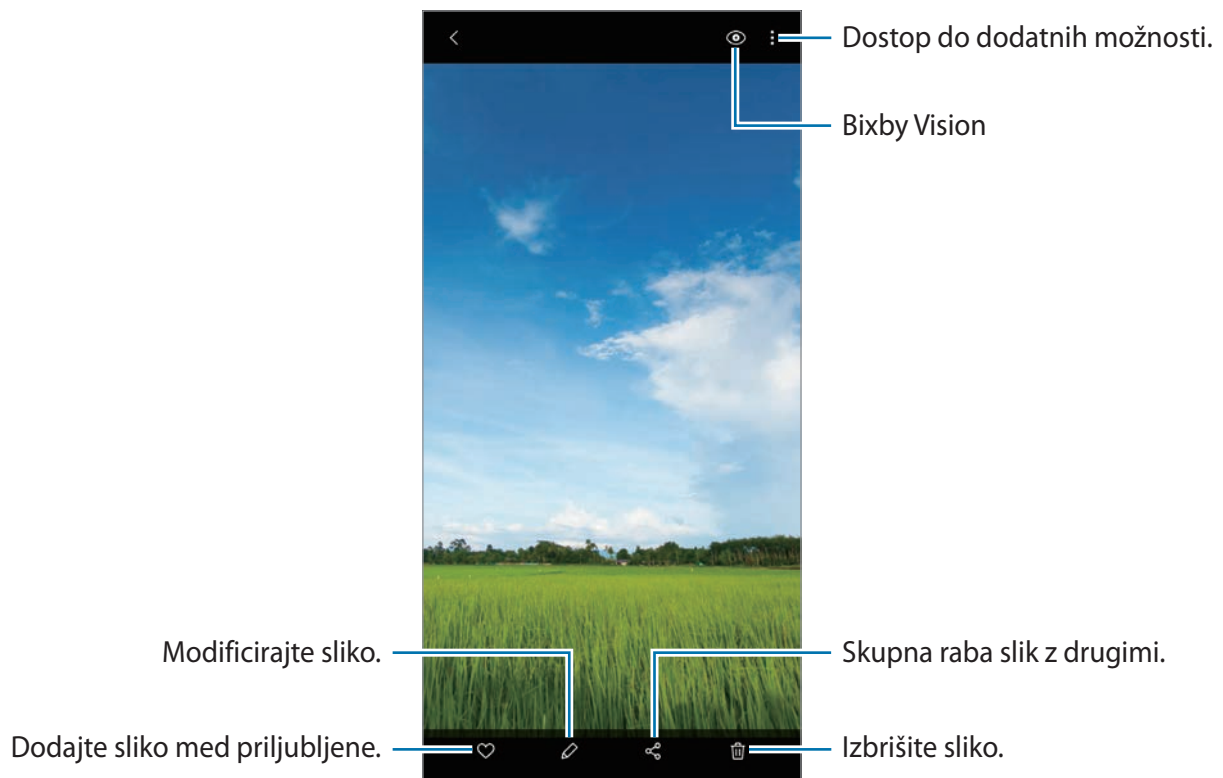 Dostop do dodatnih možnosti.
Bixby Vision
Modificirajte sliko.
Skupna raba slik z drugimi.
Dodajte sliko med priljubljene.
Izbrišite sliko.